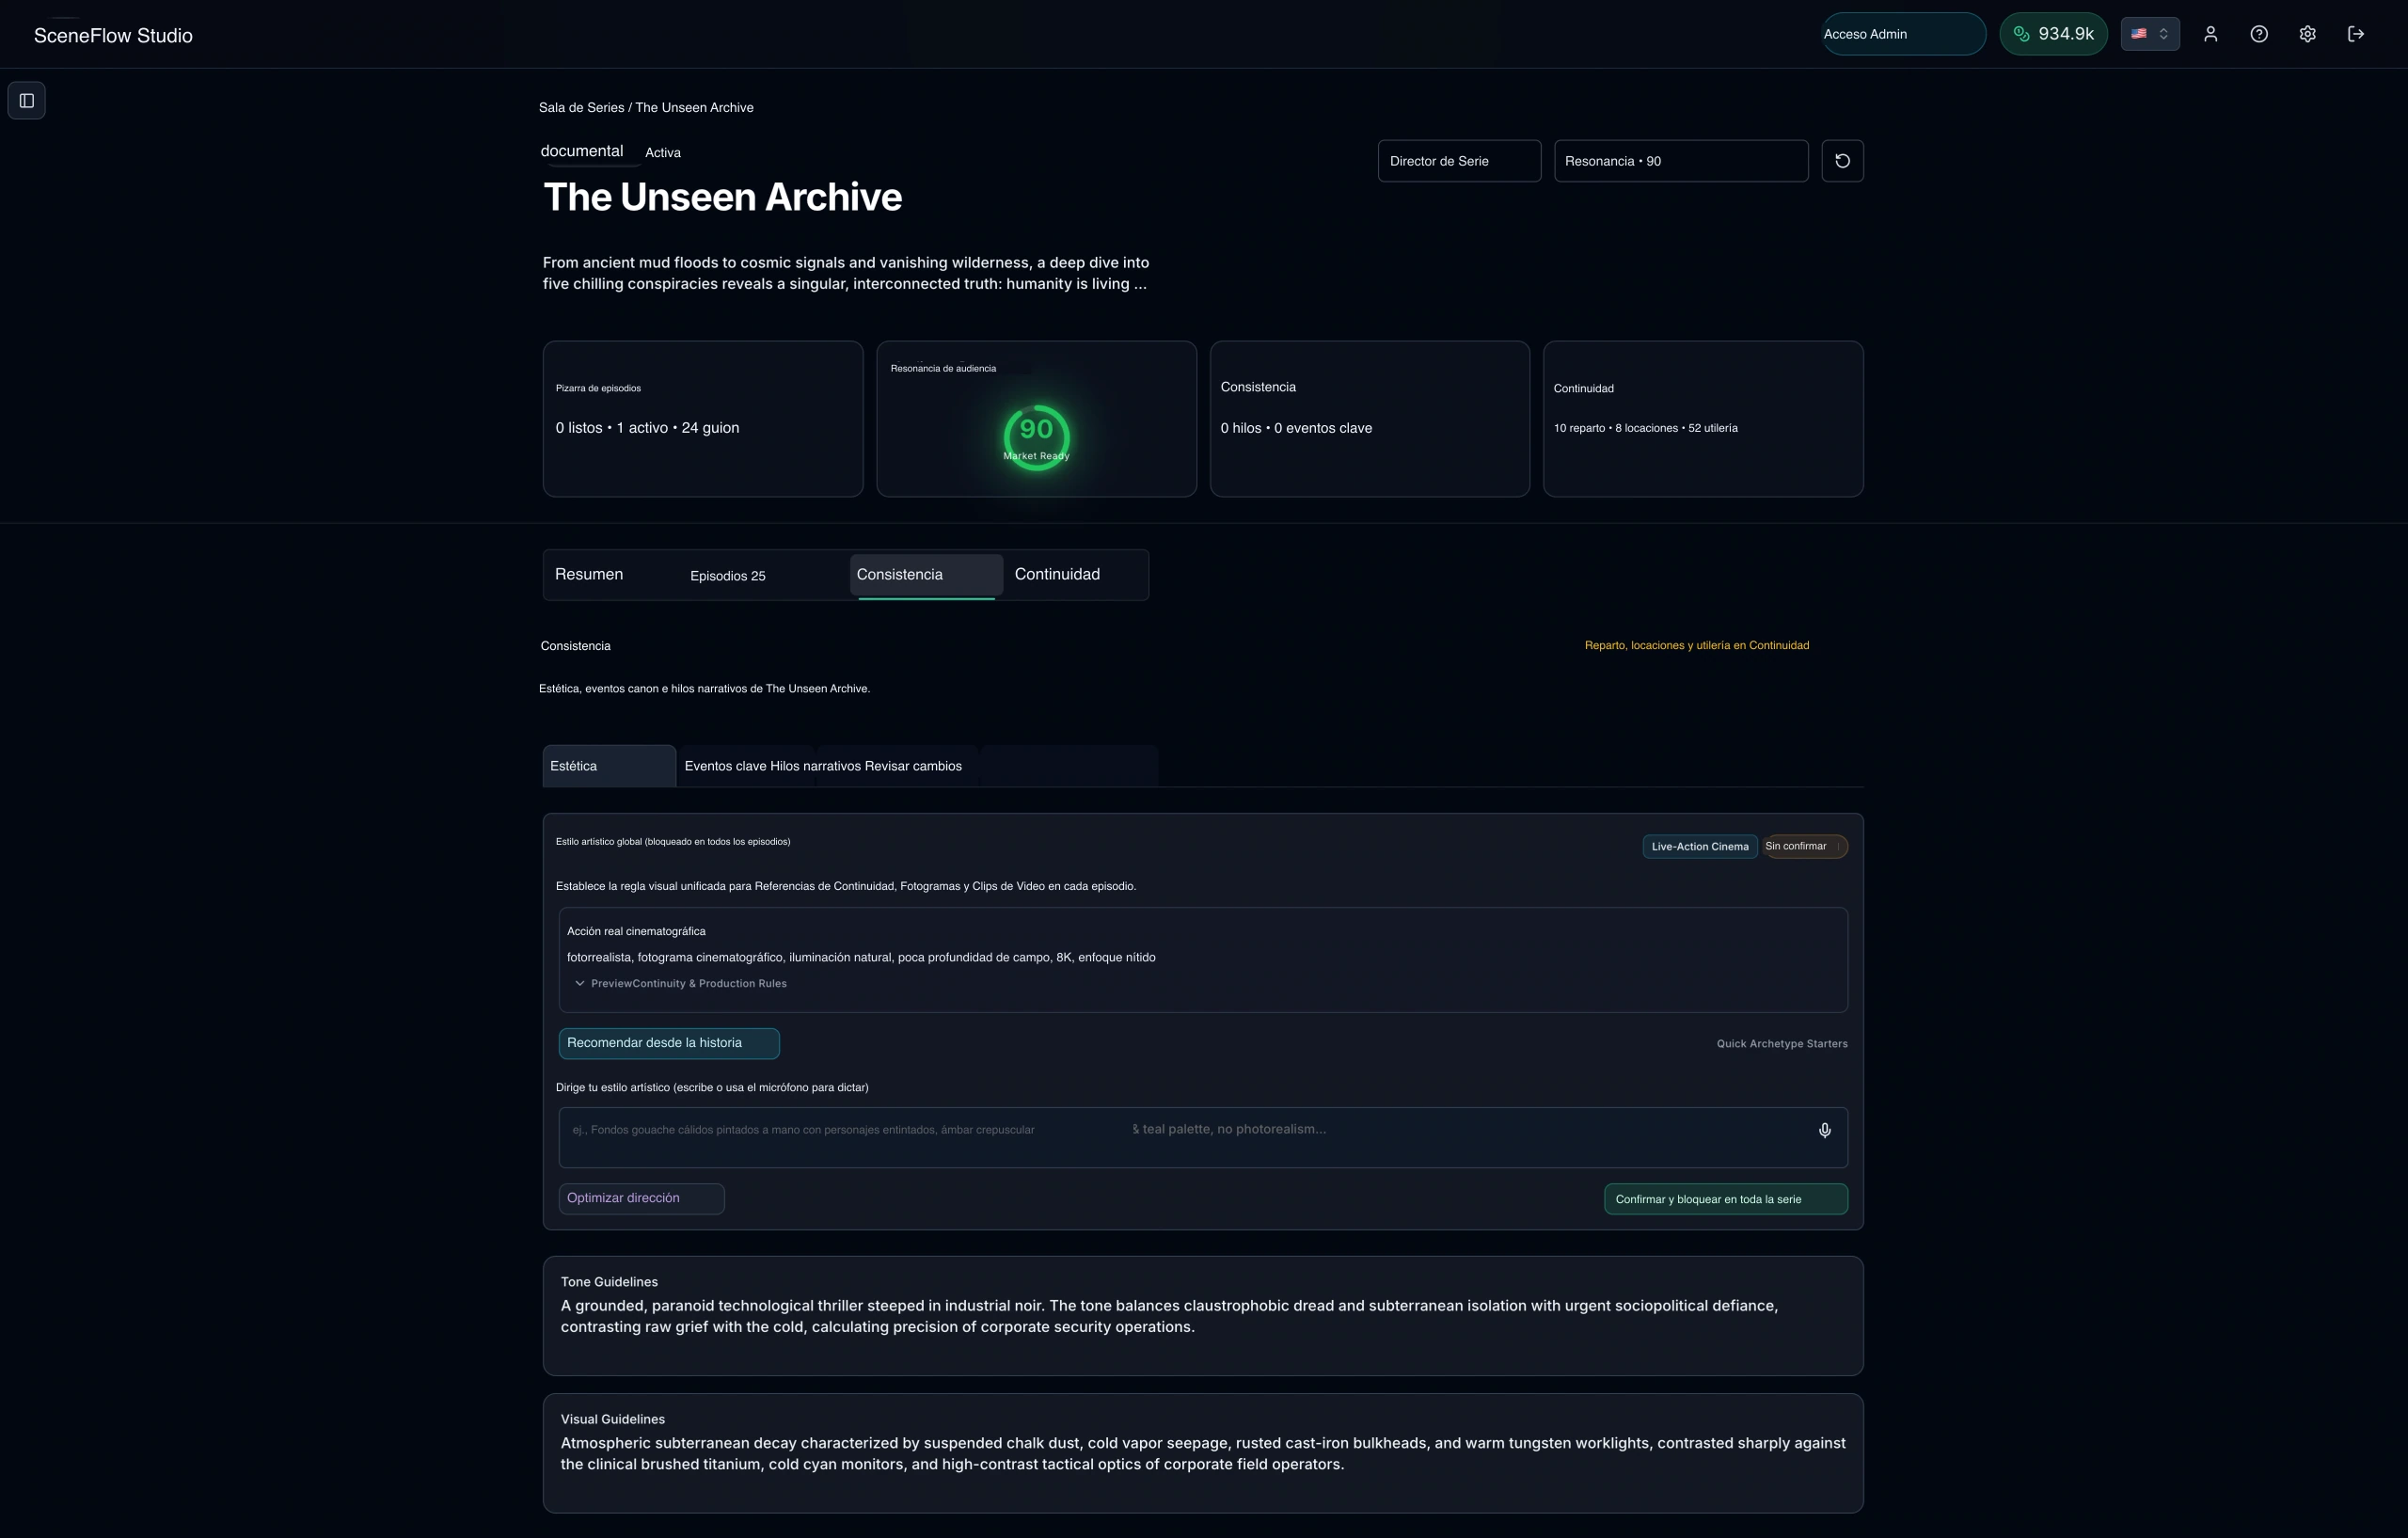 SceneFlow Studio
Acceso Admin
934.9k
Sala de Series / The Unseen Archive
documental
Activa
Director de Serie
Resonancia • 90
The Unseen Archive
From ancient mud floods to cosmic signals and vanishing wilderness, a deep dive into
five chilling conspiracies reveals a singular, interconnected truth: humanity is living ...
Pizarra de episodios
0 listos • 1 activo • 24 guion
Resonancia de audiencia
90
Market Ready
Consistencia
0 hilos • 0 eventos clave
Continuidad
10 reparto • 8 locaciones • 52 utilería
Resumen
Episodios 25
Consistencia
Continuidad
Consistencia
Reparto, locaciones y utilería en Continuidad
Estética, eventos canon e hilos narrativos de The Unseen Archive.
Estética
Eventos clave Hilos narrativos Revisar cambios
Estilo artístico global (bloqueado en todos los episodios)
Live-Action Cinema
Sin confirmar
Establece la regla visual unificada para Referencias de Continuidad, Fotogramas y Clips de Video en cada episodio.
Acción real cinematográfica
fotorrealista, fotograma cinematográfico, iluminación natural, poca profundidad de campo, 8K, enfoque nítido
PreviewContinuity & Production Rules
Recomendar desde la historia
Quick Archetype Starters
Dirige tu estilo artístico (escribe o usa el micrófono para dictar)
ej., Fondos gouache cálidos pintados a mano con personajes entintados, ámbar crepuscular
& teal palette, no photorealism...
Optimizar dirección
Confirmar y bloquear en toda la serie
Tone Guidelines
A grounded, paranoid technological thriller steeped in industrial noir. The tone balances claustrophobic dread and subterranean isolation with urgent sociopolitical defiance,
contrasting raw grief with the cold, calculating precision of corporate security operations.
Visual Guidelines
Atmospheric subterranean decay characterized by suspended chalk dust, cold vapor seepage, rusted cast-iron bulkheads, and warm tungsten worklights, contrasted sharply against
the clinical brushed titanium, cold cyan monitors, and high-contrast tactical optics of corporate field operators.